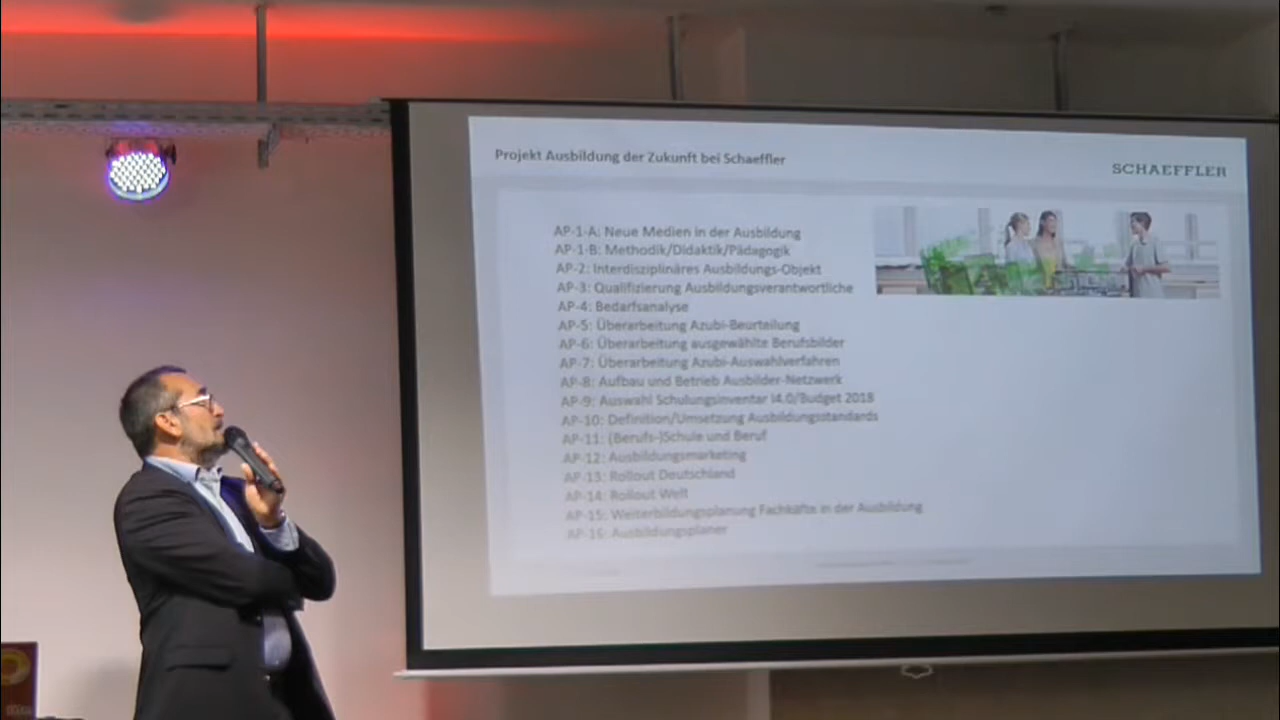 Projekt Ausbildung der Zukunft bei Schaeffler
SCHAEFFLER
AP-1-A: Neue Medien in der Ausbildung
AP-1-B: Methodik/Didaktik/Pädagogik
AP-2: Interdisziplinäres Ausbildungs-Objekt
AP-3: Qualifizierung Ausbildungsverantwortliche
AP-4: Bedarfsanalyse
AP-5: Überarbeitung Azubi-Beurteilung
AP-6: Überarbeitung ausgewählte Berufsbilder
AP-7: Überarbeitung Azubi-Auswahlverfahren
AP-8: Aufbau und Betrieb Ausbilder-Netzwerk
AP-9: Auswahl Schulungsinventar I4.0/Budget 2018
AP-10: Definition/Umsetzung Ausbildungsstandards
AP-11: (Berufs-)Schule und Beruf
AP-12: Ausbildungsmarketing
AP-13: Rollout Deutschland
AP-14: Rollout Welt
AP-15: Weiterbildungsplanung Fachkäfte in der Ausbildung
AP-16: Ausbildungsplaner